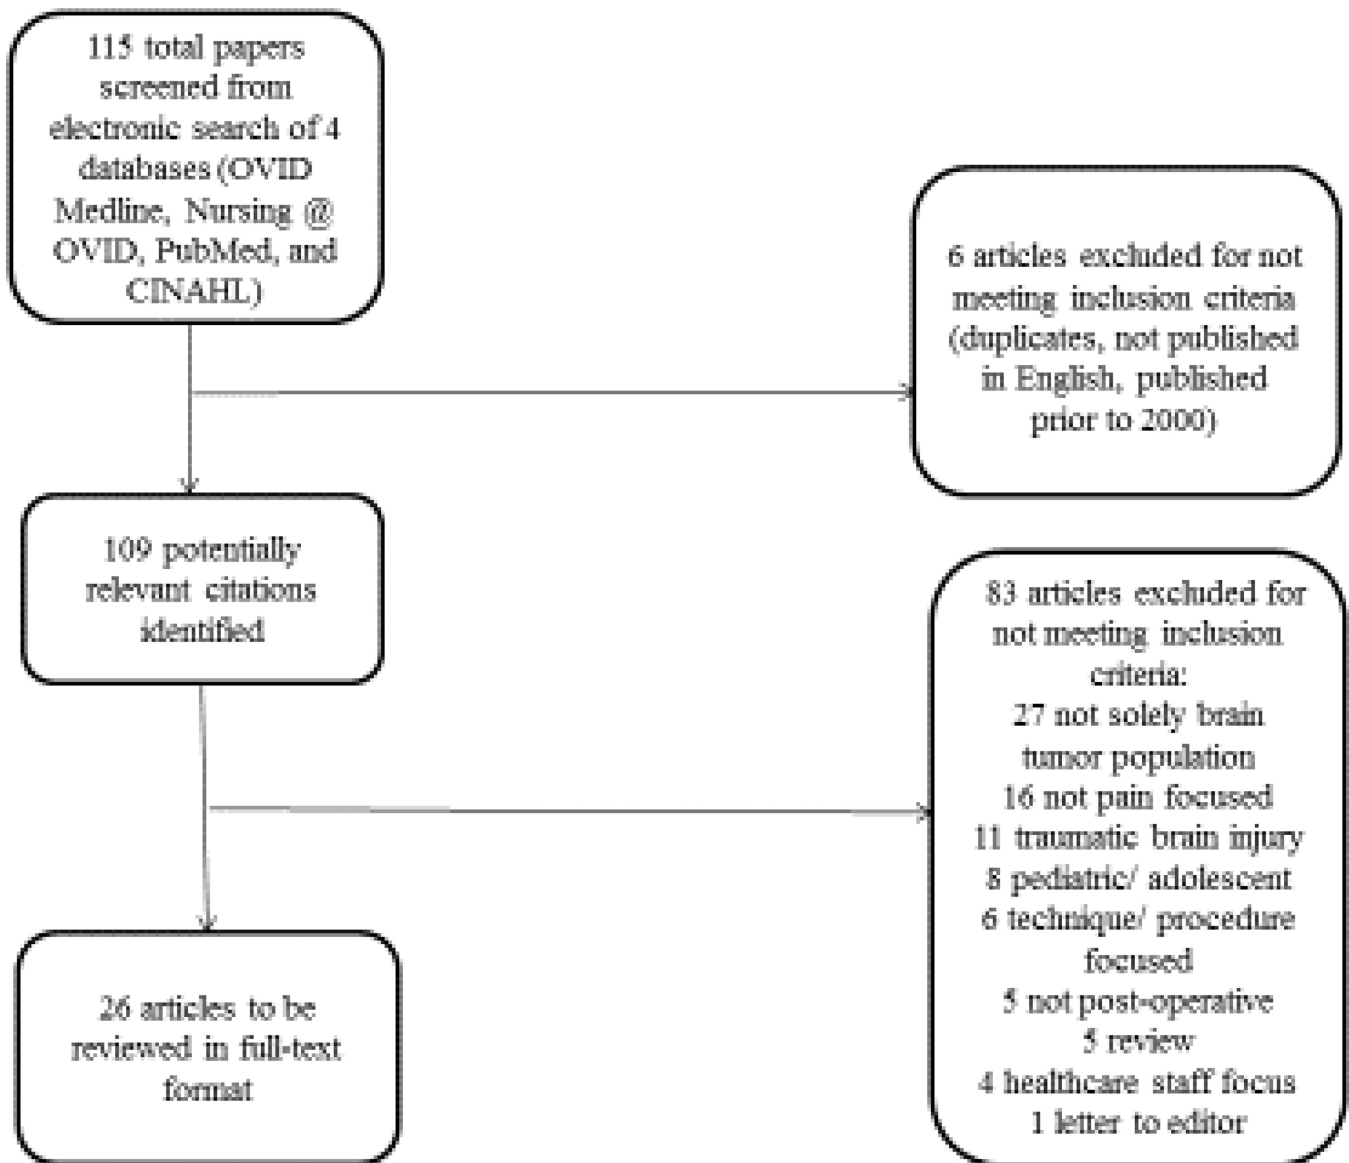 115 total papers
screened from
electronic search of 4
databases (OVID
Medline, Nursing @
OVID, PubMed, and
CINAHL)
6 articles excluded for not
meeting inclusion criteria
(duplicates, not published
in English, published
prior to 2000)
109 potentially
relevant citations
identified
83 articles excluded for
not meeting inclusion
criteria:
27 not solely brain
tumor population
16 not pain focused
11 traumatic brain injury
8 pediatric/ adolescent
6 technique/ procedure
focused
5 not post-operative
5 review
4 healthcare staff focus
1 letter to editor
26 articles to be
reviewed in full-text
format